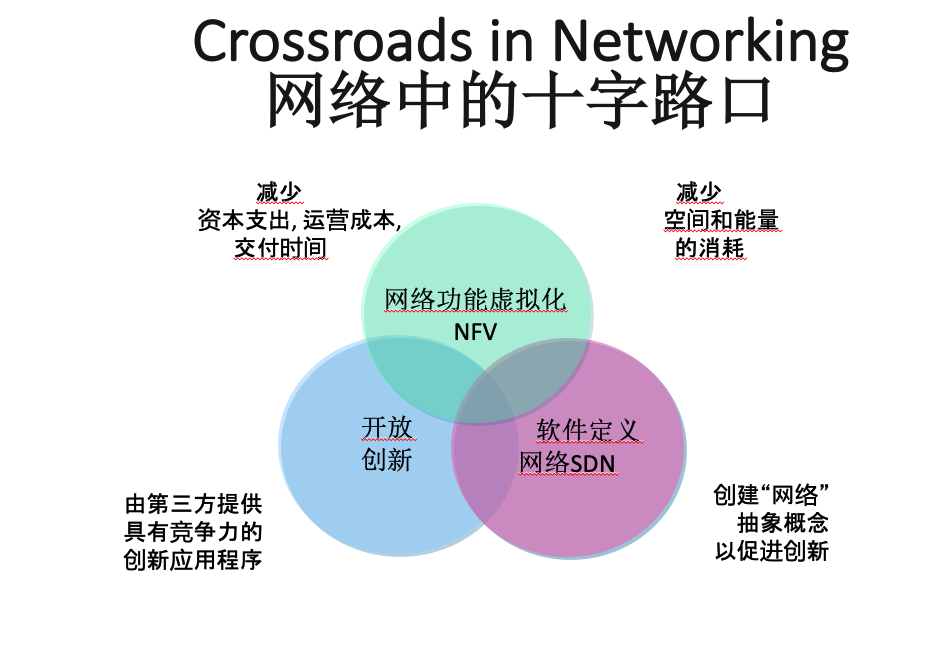 Crossroads in Networking
网络中的十字路口
减少
资本支出, 运营成本,
交付时间
减少
空间和能量
的消耗
网络功能虚拟化
NFV
开放
创新
软件定义
网络SDN
由第三方提供
具有竞争力的
创新应用程序
创建“网络”
抽象概念
以促进创新